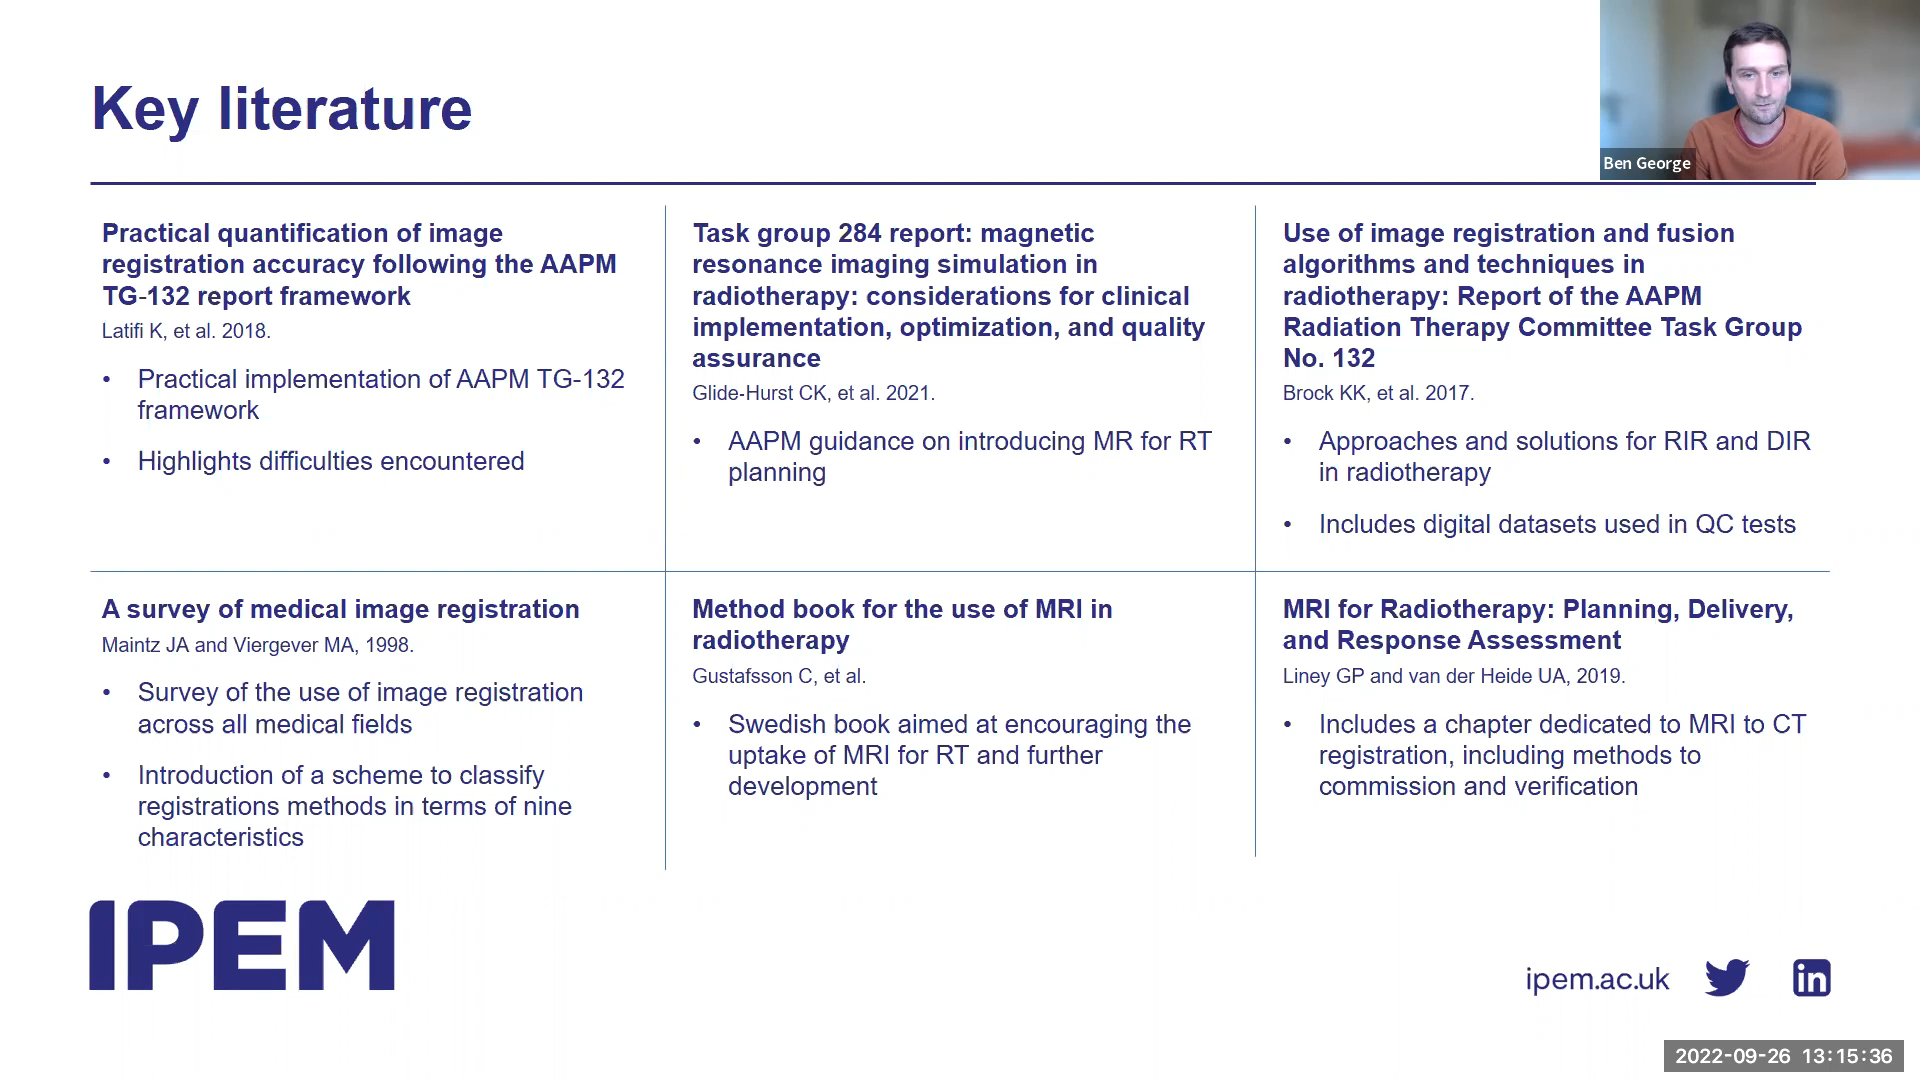 Key literature
Ben George
Practical quantification of image
registration accuracy following the AAPM
TG-132 report framework
Latifi K, et al. 2018.
• Practical implementation of AAPM TG-132
framework
• Highlights difficulties encountered
Task group 284 report: magnetic
resonance imaging simulation in
radiotherapy: considerations for clinical
implementation, optimization, and quality
assurance
Glide-Hurst CK, et al. 2021.
• AAPM guidance on introducing MR for RT
planning
Use of image registration and fusion
algorithms and techniques in
radiotherapy: Report of the AAPM
Radiation Therapy Committee Task Group
No. 132
Brock KK, et al. 2017.
• Approaches and solutions for RIR and DIR
in radiotherapy
• Includes digital datasets used in QC tests
A survey of medical image registration
Maintz JA and Viergever MA, 1998.
• Survey of the use of image registration
across all medical fields
• Introduction of a scheme to classify
registrations methods in terms of nine
characteristics
Method book for the use of MRI in
radiotherapy
Gustafsson C, et al.
• Swedish book aimed at encouraging the
uptake of MRI for RT and further
development
MRI for Radiotherapy: Planning, Delivery,
and Response Assessment
Liney GP and van der Heide UA, 2019.
• Includes a chapter dedicated to MRI to CT
registration, including methods to
commission and verification
IPEM
ipem.ac.uk
in
2022-09-26 13:15:36